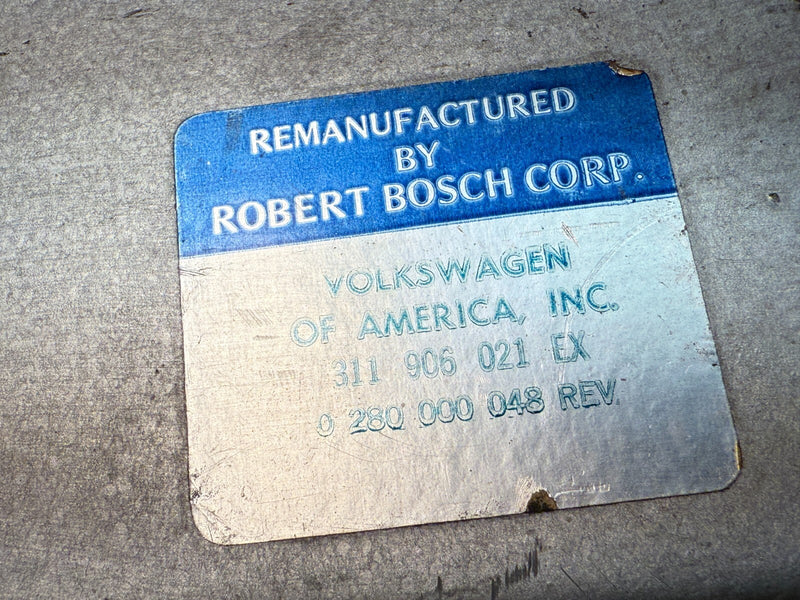 REMANUFACTURED
BY
ROBERT BOSCH CORP.
VOLKSWAGEN
OF AMERICA, INC.
311 906 021 EX
0 280 000 048 REV.